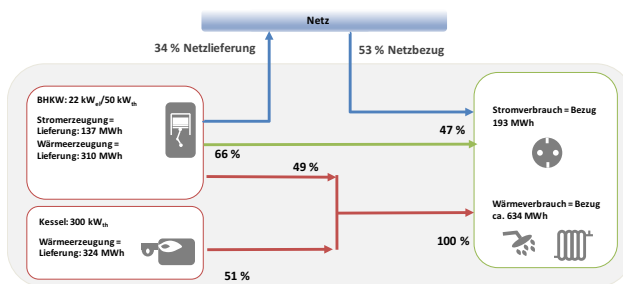 Netz
34 % Netzlieferung
53 % Netzbezug
BHKW: 22 kWel/50 kWth
Stromerzeugung =
Lieferung: 137 MWh
Wärmeerzeugung =
Lieferung: 310 MWh
66 %
47 %
49 %
Stromverbrauch = Bezug
193 MWh
Kessel: 300 kWth
Wärmeerzeugung =
Lieferung: 324 MWh
51 %
100 %
Wärmeverbrauch = Bezug
ca. 634 MWh